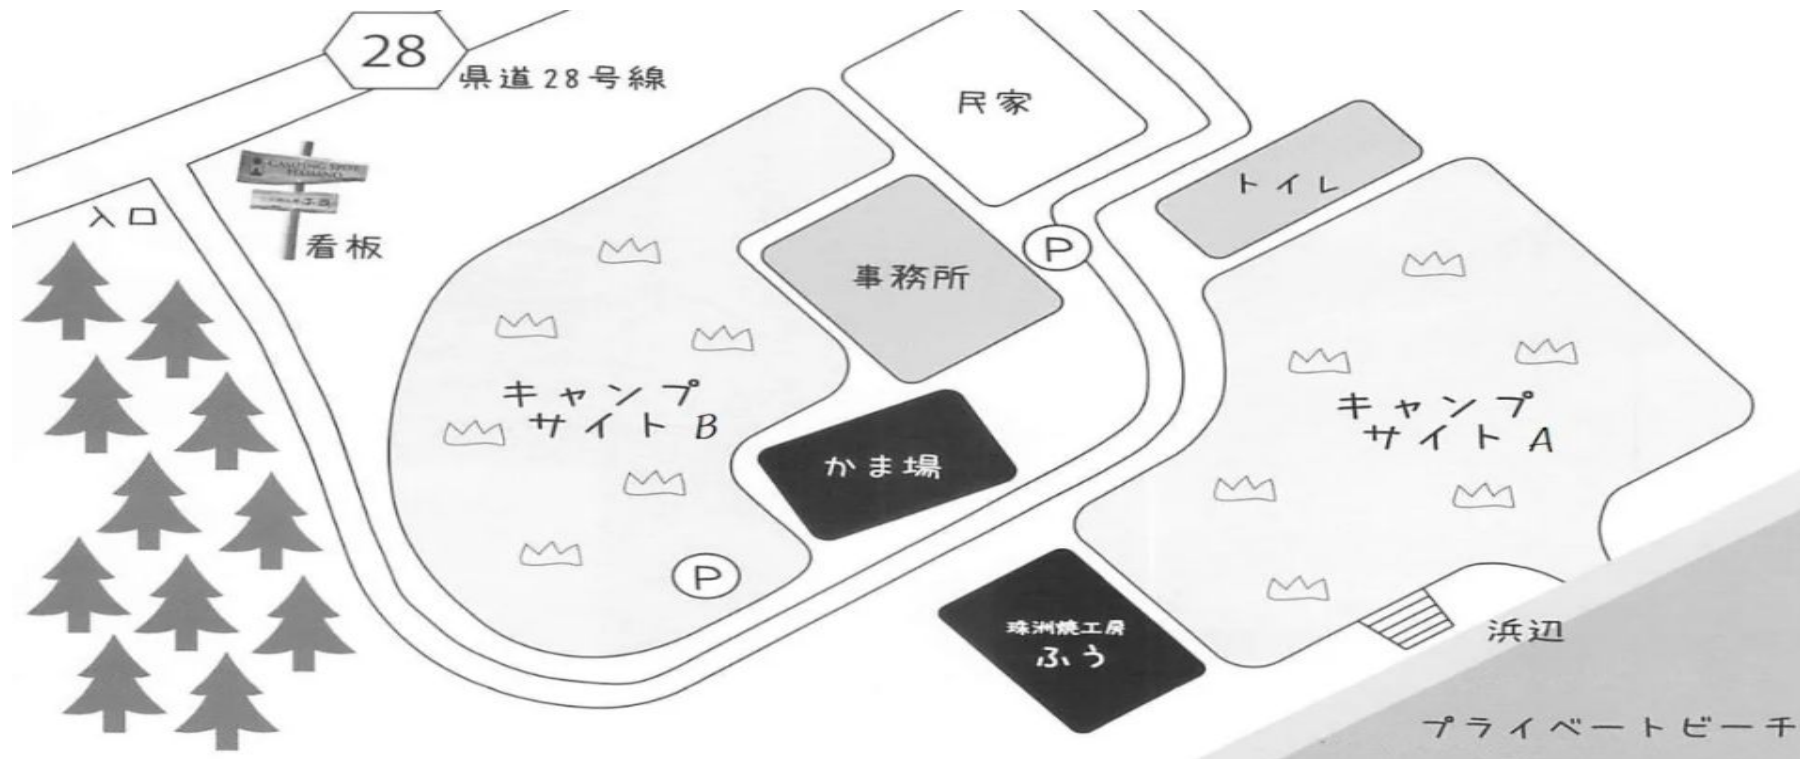 28
県道28号線
民家
トイレ
入口
CAMPING SPOT
看板
P
事務所
キャンプ
サイト B
キャンプ
サイト A
かま場
P
珠洲焼工房
ふう
浜辺
プライベートビーチ